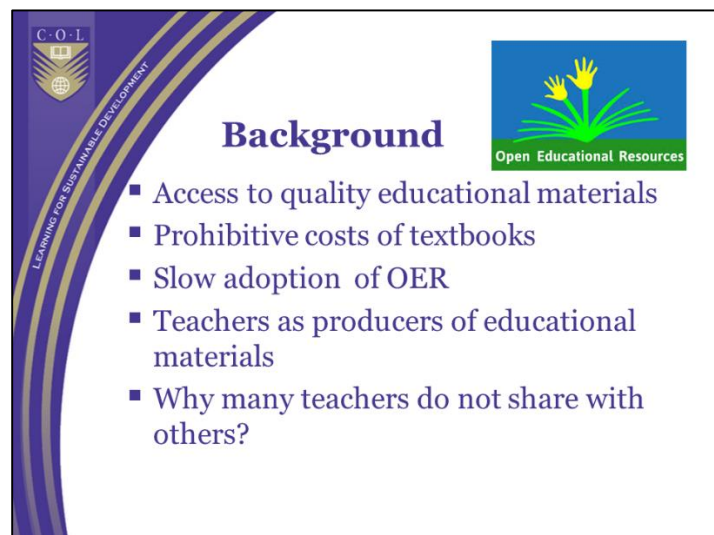 C·O·L
LEARNING FOR SUSTAINABLE DEVELOPMENT
Open Educational Resources
Background
▪ Access to quality educational materials
▪ Prohibitive costs of textbooks
▪ Slow adoption of OER
▪ Teachers as producers of educational
materials
▪ Why many teachers do not share with
others?